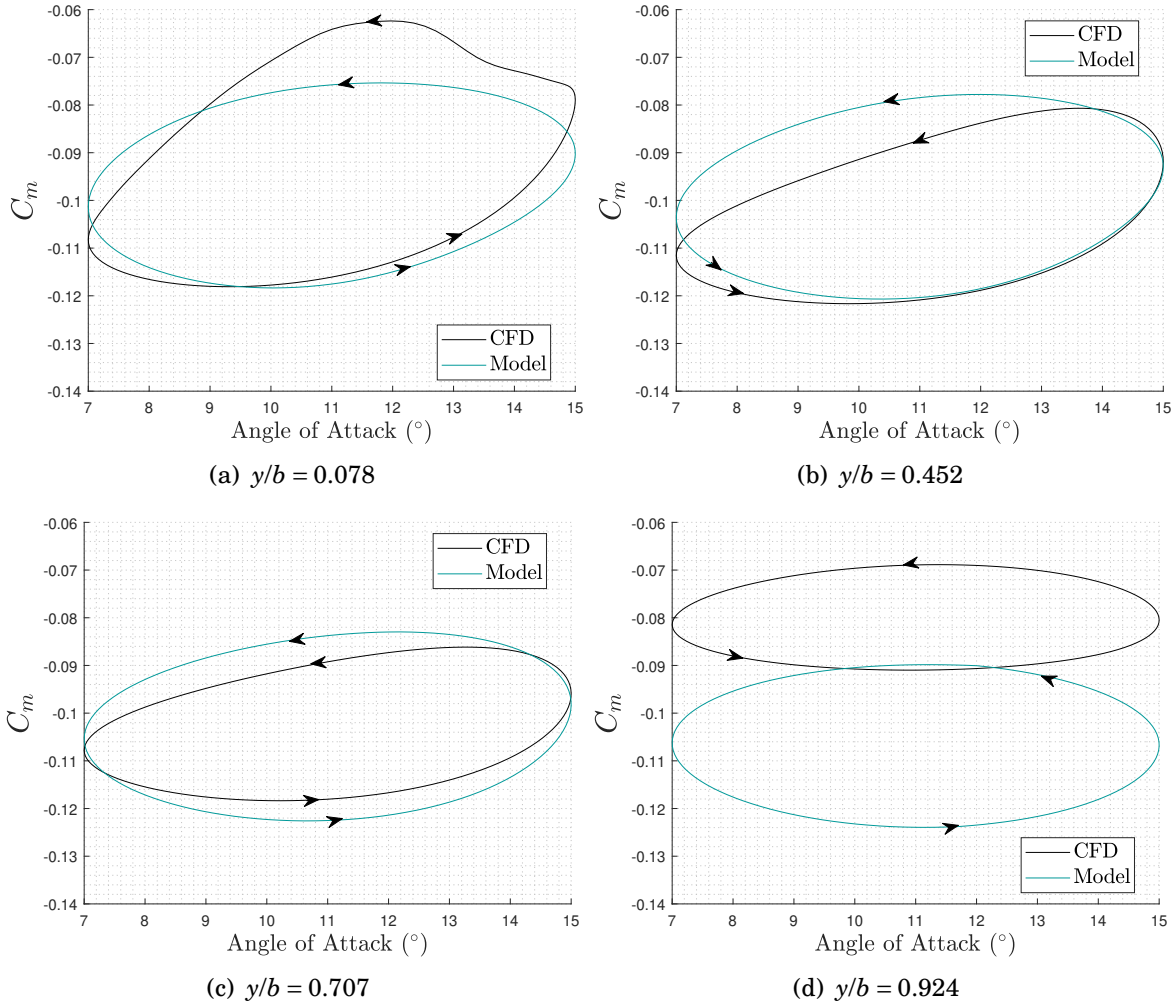 -0.06
-0.07
-0.08
-0.09
-0.1
-0.11
-0.12
-0.13
-0.14
C_m
CFD
Model
7 8 9 10 11 12 13 14 15
Angle of Attack (°)
(a) y/b = 0.078
-0.06
-0.07
-0.08
-0.09
-0.1
-0.11
-0.12
-0.13
-0.14
C_m
CFD
Model
7 8 9 10 11 12 13 14 15
Angle of Attack (°)
(b) y/b = 0.452
-0.06
-0.07
-0.08
-0.09
-0.1
-0.11
-0.12
-0.13
-0.14
C_m
CFD
Model
7 8 9 10 11 12 13 14 15
Angle of Attack (°)
(c) y/b = 0.707
-0.06
-0.07
-0.08
-0.09
-0.1
-0.11
-0.12
-0.13
-0.14
C_m
CFD
Model
7 8 9 10 11 12 13 14 15
Angle of Attack (°)
(d) y/b = 0.924